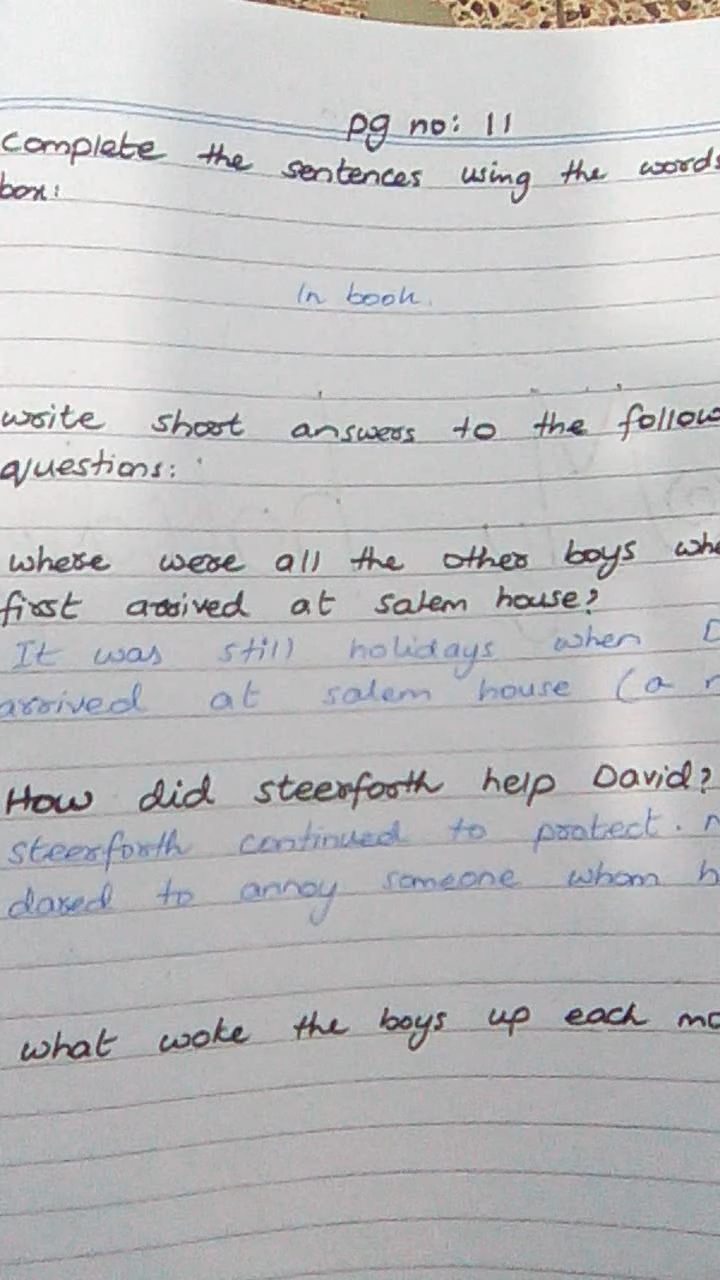 pg no: 11
complete the sentences using the words
box:
In book.
write short answers to the follow
questions:
where were all the other boys whe
first arrived at salem house?
It was still holidays when D
arrived at salem house (a r
How did steerforth help David?
steerforth continued to protect. n
dared to annoy someone whom h
what woke the boys up each mo